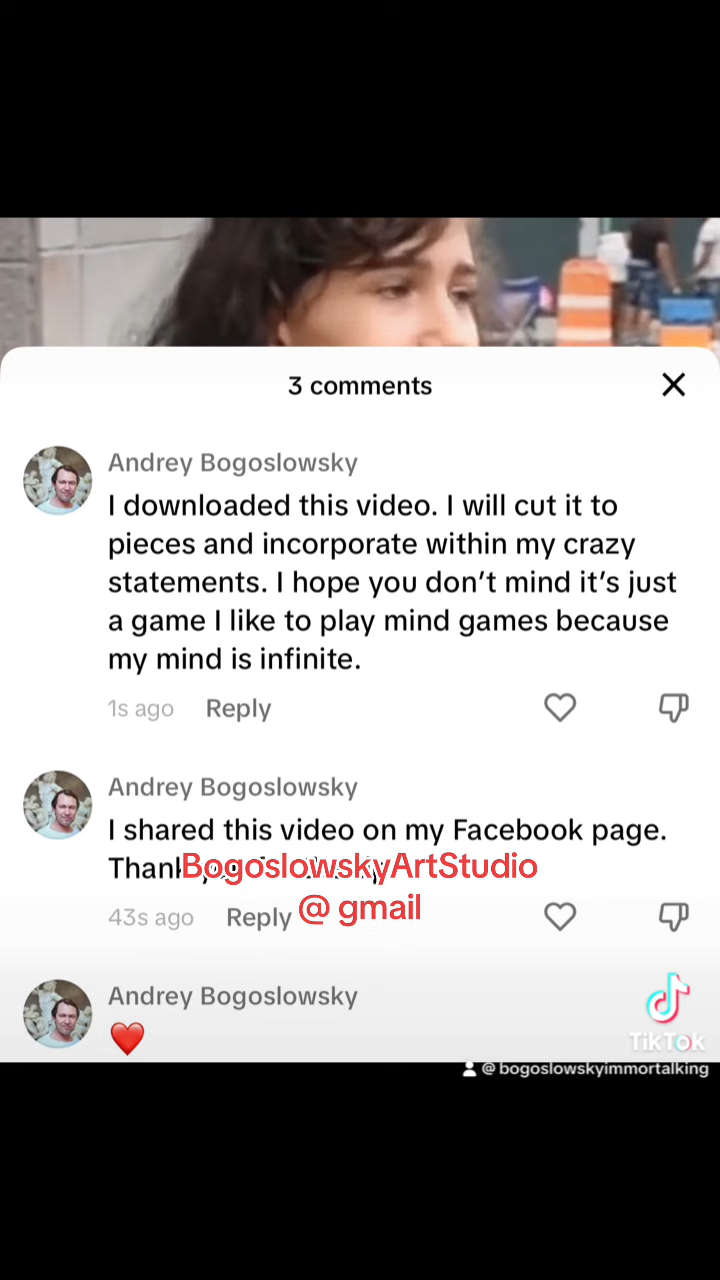 3 comments
Andrey Bogoslowsky
I downloaded this video. I will cut it to
pieces and incorporate within my crazy
statements. I hope you don't mind it's just
a game I like to play mind games because
my mind is infinite.
1s ago Reply
Andrey Bogoslowsky
I shared this video on my Facebook page.
Thank
BogoslowskyArtStudio
@ gmail
43s ago Reply
Andrey Bogoslowsky
❤️
TikTok
@bogoslowskyimmortalking